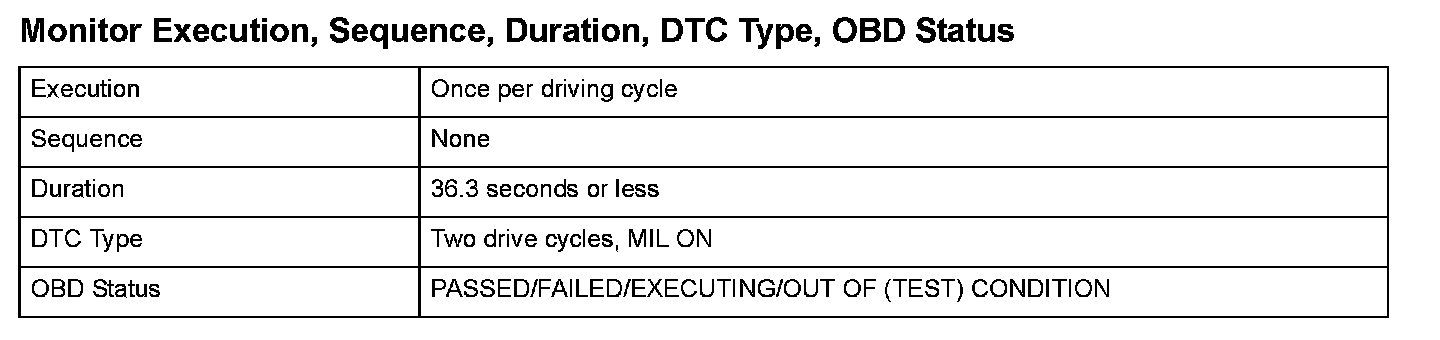 Monitor Execution, Sequence, Duration, DTC Type, OBD Status
Execution Once per driving cycle
Sequence None
Duration 36.3 seconds or less
DTC Type Two drive cycles, MIL ON
OBD Status PASSED/FAILED/EXECUTING/OUT OF (TEST) CONDITION